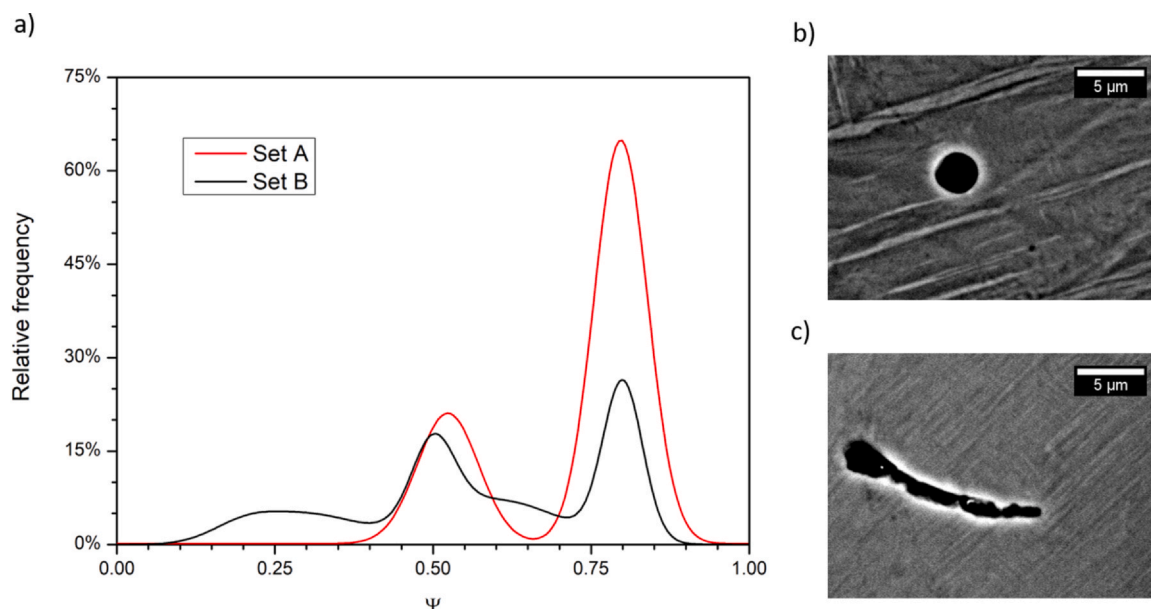 a)
75%
60%
45%
30%
15%
0%
Relative frequency
Set A
Set B
0.00 0.25 0.50 0.75 1.00
Ψ
b)
5 µm
c)
5 µm